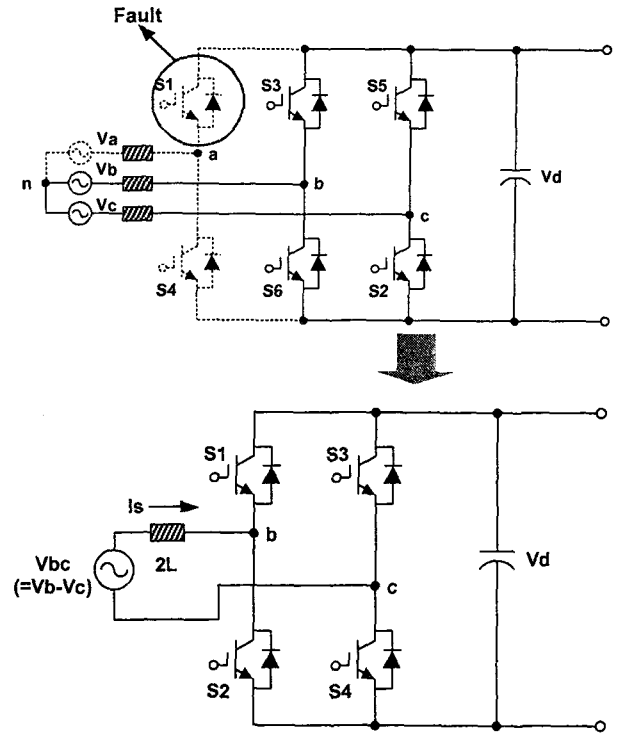 Fault
S1
S3
S5
Va
a
Vb
n
b
Vc
c
Vd
S4
S6
S2
S1
S3
Is
b
Vbc
(=Vb-Vc)
2L
Vd
c
S2
S4